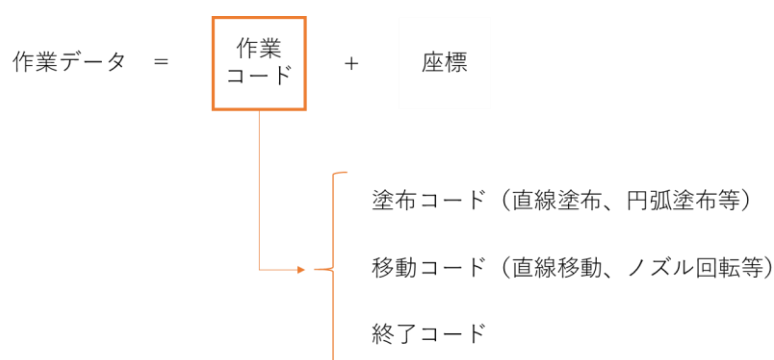 作業データ = 作業
コード + 座標
塗布コード（直線塗布、円弧塗布等）
移動コード（直線移動、ノズル回転等）
終了コード